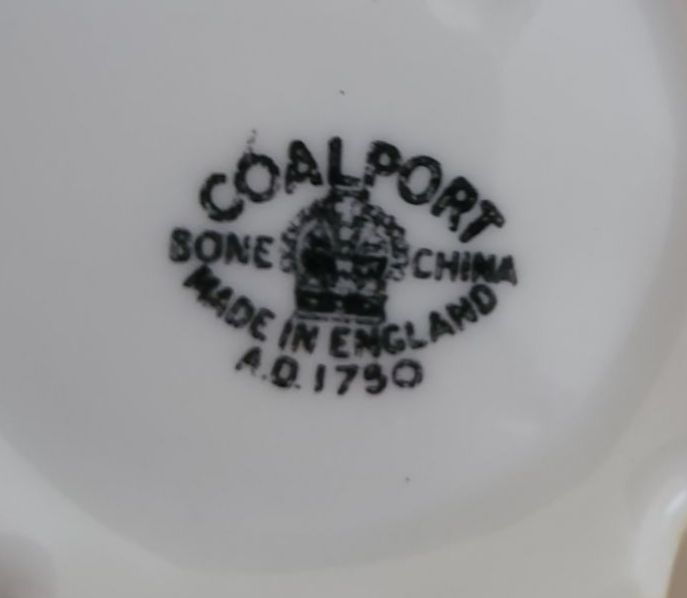 COALPORT
BONE CHINA
MADE IN ENGLAND
A.D. 1750